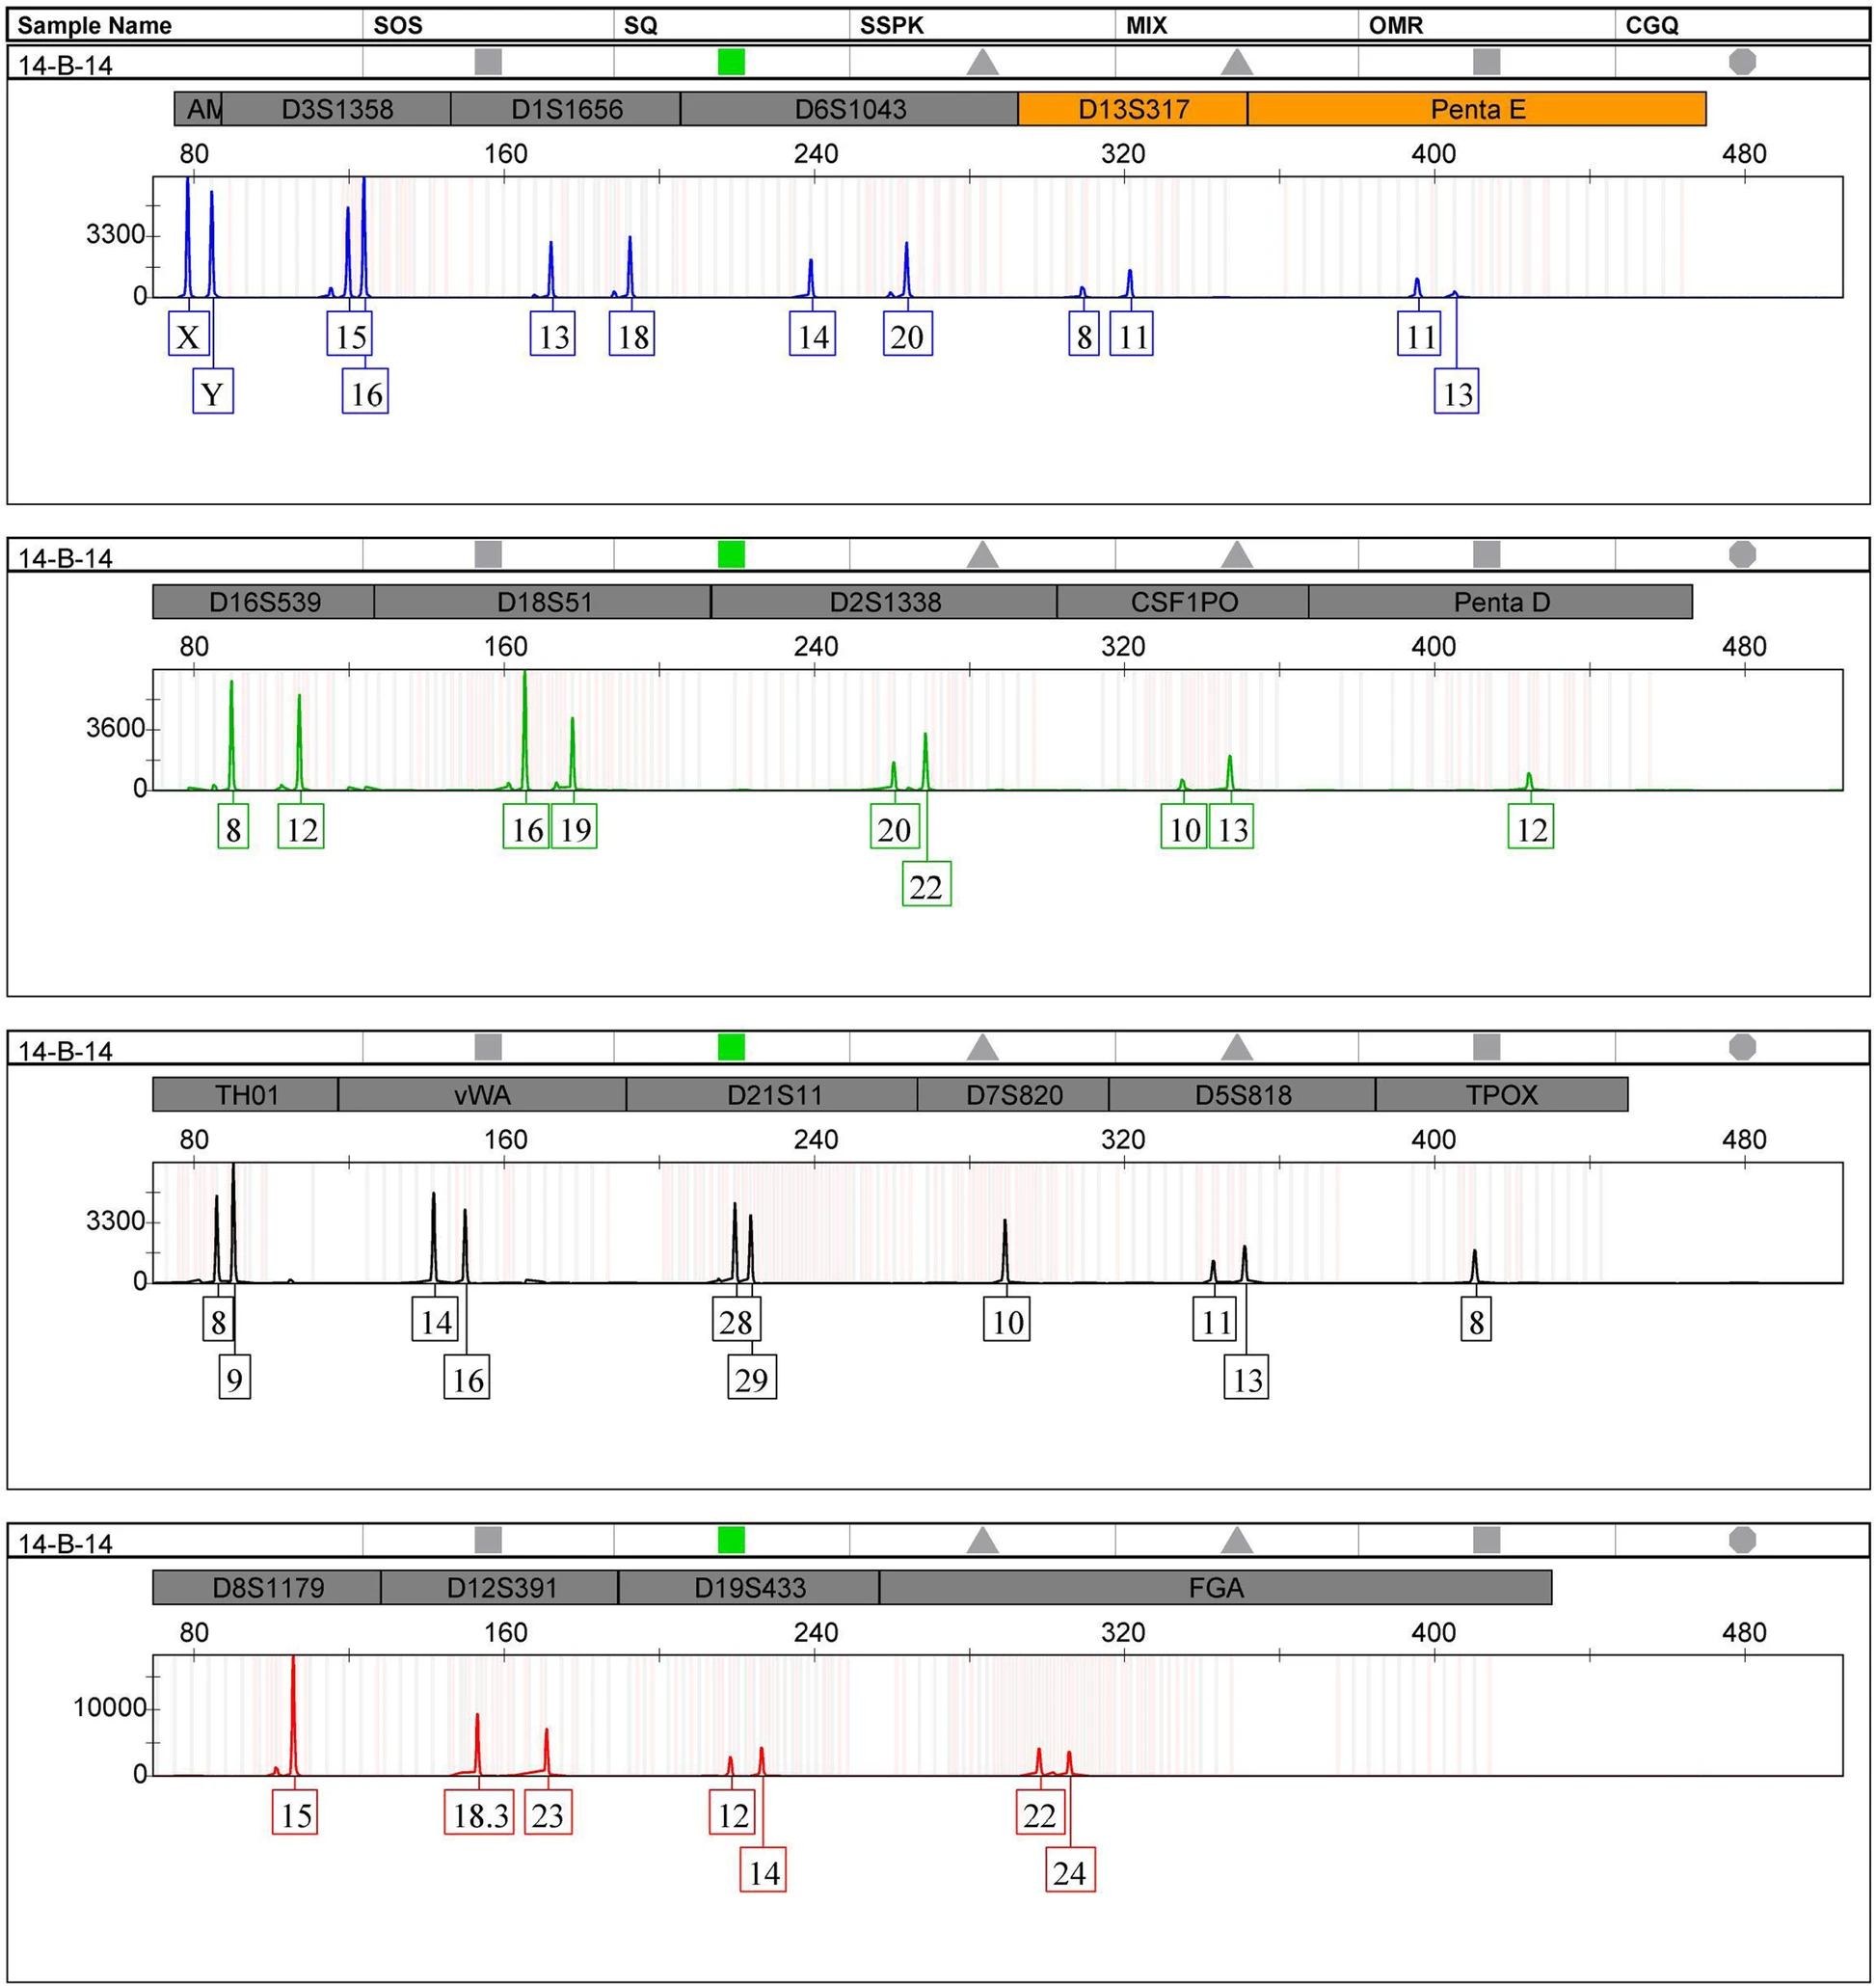 Sample Name SOS SQ SSPK MIX OMR CGQ
14-B-14
AM D3S1358 D1S1656 D6S1043 D13S317 Penta E
80 160 240 320 400 480
3300
0
X 15 13 18 14 20 8 11 11
Y 16 13
14-B-14
D16S539 D18S51 D2S1338 CSF1PO Penta D
80 160 240 320 400 480
3600
0
8 12 16 19 20 10 13 12
22
14-B-14
TH01 vWA D21S11 D7S820 D5S818 TPOX
80 160 240 320 400 480
3300
0
8 14 28 10 11 8
9 16 29 13
14-B-14
D8S1179 D12S391 D19S433 FGA
80 160 240 320 400 480
10000
0
15 18.3 23 12 22
14 24